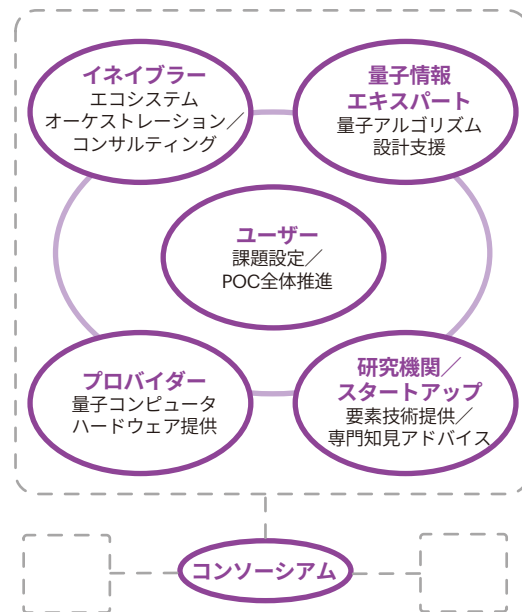 イネイブラー
エコシステム
オーケストレーション／
コンサルティング
量子情報
エキスパート
量子アルゴリズム
設計支援
ユーザー
課題設定／
POC全体推進
プロバイダー
量子コンピュータ
ハードウェア提供
研究機関／
スタートアップ
要素技術提供／
専門知見アドバイス
コンソーシアム